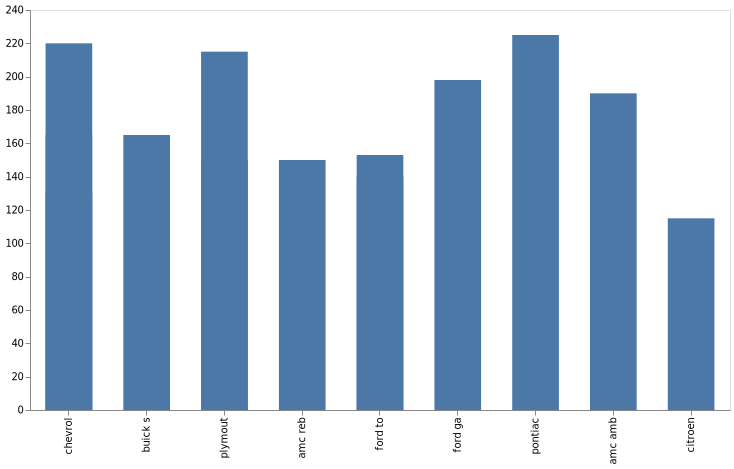 240
220
200
180
160
140
120
100
80
60
40
20
0
chevrol
buick s
plymout
amc reb
ford to
ford ga
pontiac
amc amb
citroen